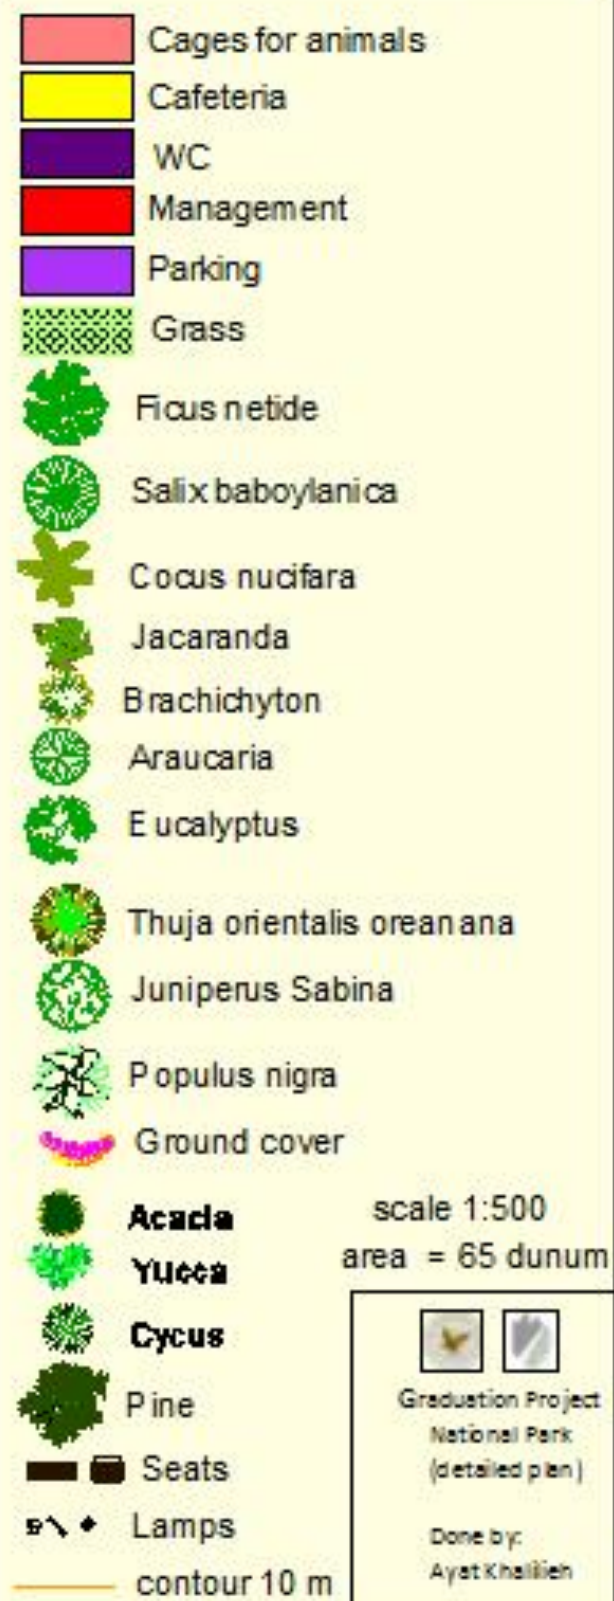 Cages for animals
Cafeteria
WC
Management
Parking
Grass
Ficus netide
Salix baboylanica
Cocus nucifara
Jacaranda
Brachichyton
Araucaria
Eucalyptus
Thuja orientalis oreanana
Juniperus Sabina
Populus nigra
Ground cover
Acacia
Yucca
Cycus
Pine
Seats
Lamps
contour 10 m
scale 1:500
area = 65 dunum
Graduation Project
National Park
(detailed plan)
Done by:
Ayat Khalilieh